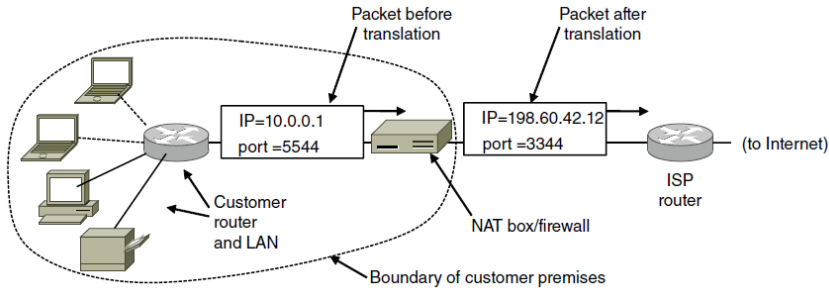 Packet before
translation
Packet after
translation
IP=10.0.0.1
port =5544
IP=198.60.42.12
port =3344
(to Internet)
ISP
router
Customer
router
and LAN
NAT box/firewall
Boundary of customer premises